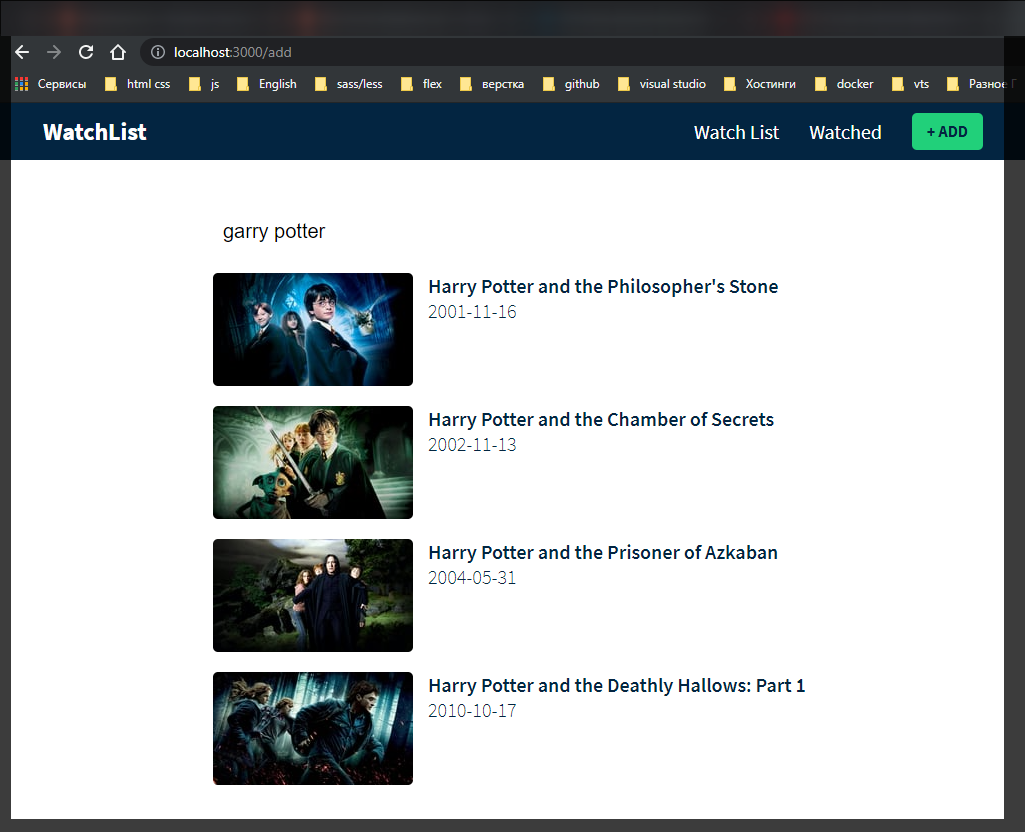 localhost:3000/add
Сервисы html css js English sass/less flex верстка github visual studio Хостинги docker vts Разное
WatchList Watch List Watched + ADD
garry potter
Harry Potter and the Philosopher's Stone
2001-11-16
Harry Potter and the Chamber of Secrets
2002-11-13
Harry Potter and the Prisoner of Azkaban
2004-05-31
Harry Potter and the Deathly Hallows: Part 1
2010-10-17